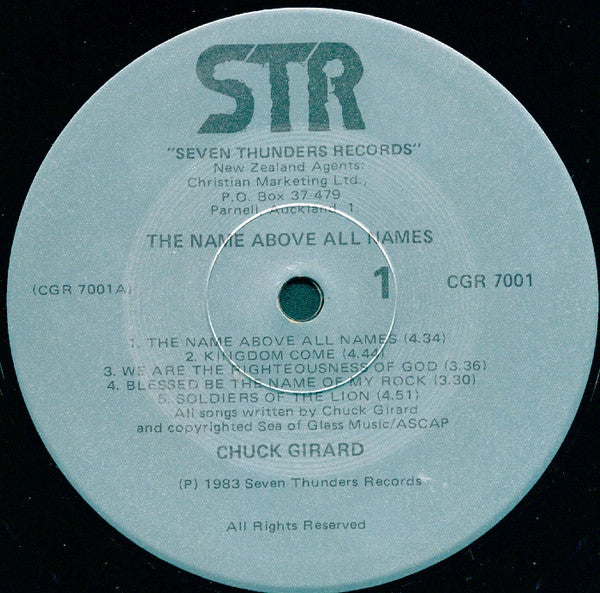 STR
"SEVEN THUNDERS RECORDS"
New Zealand Agents:
Christian Marketing Ltd.,
P.O. Box 37-479
Parnell, Auckland 1.
THE NAME ABOVE ALL NAMES
(CGR 7001A)
1
CGR 7001
1. THE NAME ABOVE ALL NAMES (4.34)
2. KINGDOM COME (4.44)
3. WE ARE THE RIGHTEOUSNESS OF GOD (3.36)
4. BLESSED BE THE NAME OF MY ROCK (3.30)
5. SOLDIERS OF THE LION (4.51)
All songs written by Chuck Girard
and copyrighted Sea of Glass Music/ASCAP
CHUCK GIRARD
(P) 1983 Seven Thunders Records
All Rights Reserved